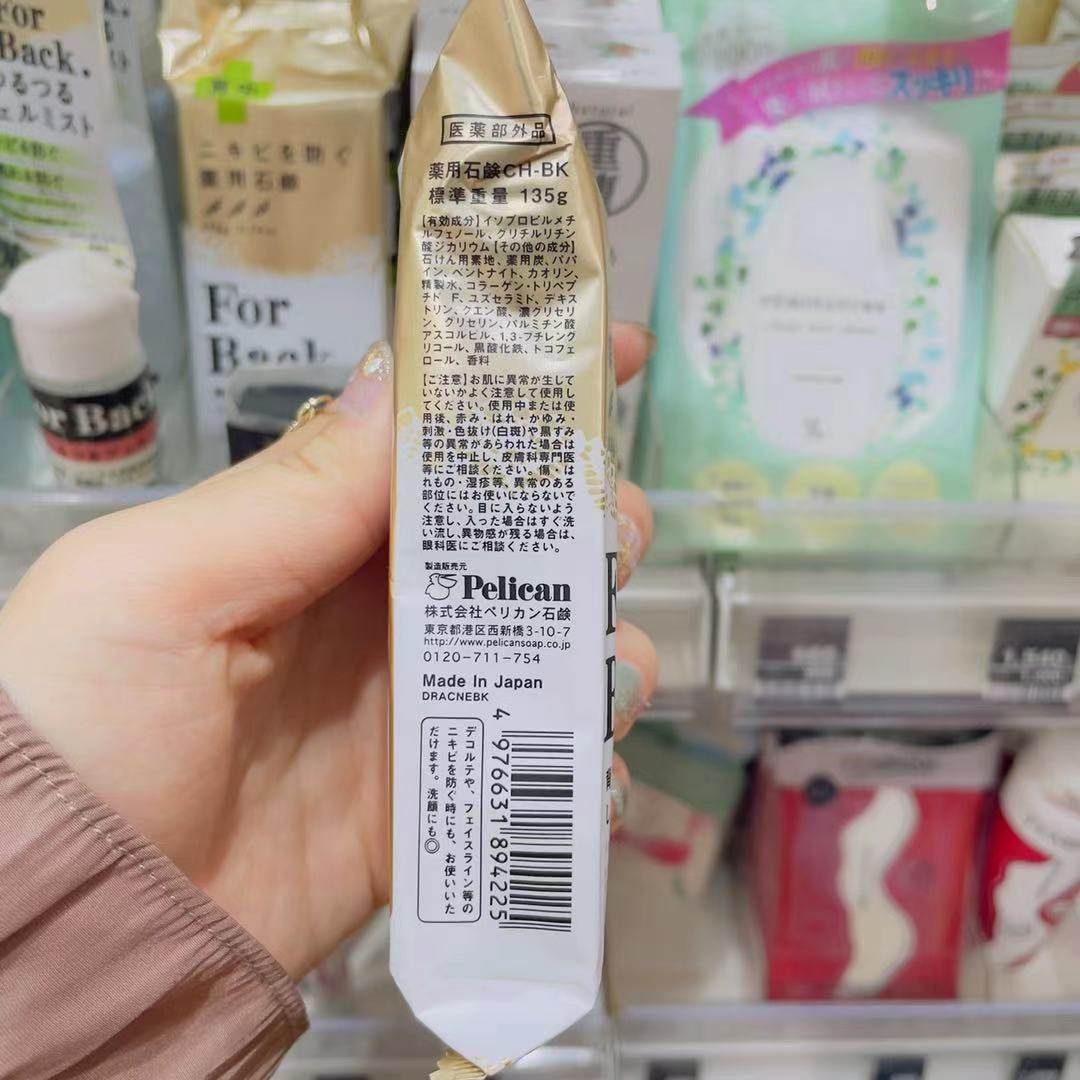 医薬部外品
薬用石鹸CH-BK
標準重量 135g
【有効成分】イソプロピルメチ
ルフェノール、グリチルリチン
酸ジカリウム【その他の成分】
石けん用素地、薬用炭、パパ
イン、ベントナイト、カオリン、
精製水、コラーゲン・トリペプ
チド F、ユズセラミド、デキス
トリン、クエン酸、濃グリセリ
ン、グリセリン、パルミチン酸
アスコルビル、1,3-ブチレング
リコール、黒酸化鉄、トコフェ
ロール、香料
【ご注意】お肌に異常が生して
いないかよく注意して使用し
てください。使用中または使
用後、赤み・はれ・かゆみ・
刺激・色抜け(白斑)や黒ずみ
等の異常があらわれた場合は
使用を中止し、皮膚科専門医
等にご相談ください。傷・は
れもの・湿疹等、異常のある
部位にはお使いにならないで
ください。目に入らないよう
注意し、入った場合はすぐ洗
い流し、異物感が残る場合は、
眼科医にご相談ください。
製造販売元
Pelican
株式会社ペリカン石鹸
東京都港区西新橋3-10-7
http://www.pelicansoap.co.jp
0120-711-754
Made In Japan
DRACNEBK
デコルテや、フェイスライン等の
ニキビを防ぐ時にも、お使いいた
だけます。洗顔にも◎
4 976631 894225
For
Back.
ニキビを防ぐ
薬用石鹸
For
Back
For Back
スッキリ